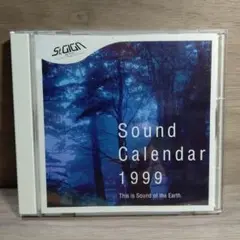 St.GIGA
Sound
Calendar
1999
This is Sound of the Earth.